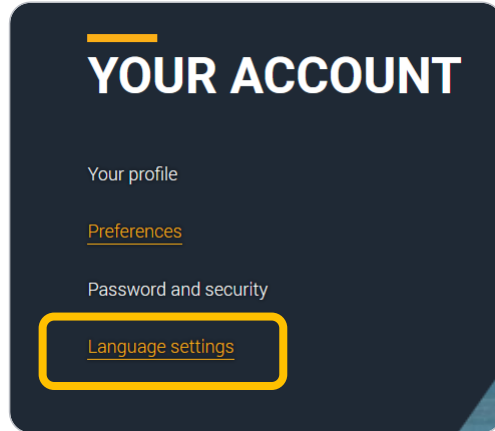 YOUR ACCOUNT
Your profile
Preferences
Password and security
Language settings